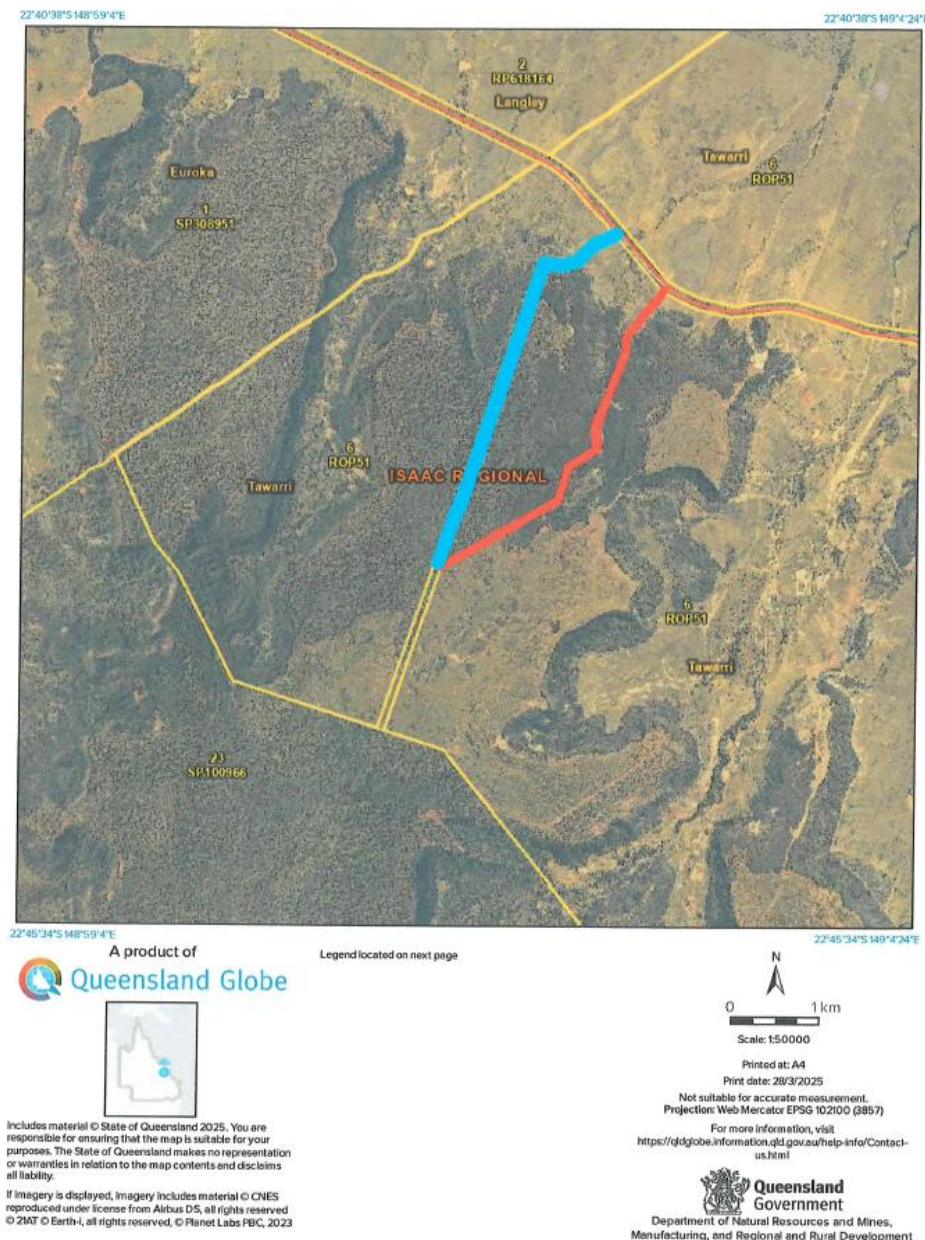 22°40'38"S 148°59'4"E
22°40'38"S 149°4'24"E
2
RP618164
Langley
Tawarri
6
ROP51
Euroka
1
SP308951
6
ROP51
ISAAC REGIONAL
Tawarri
6
ROP51
Tawarri
23
SP100966
22°45'34"S 148°59'4"E
22°45'34"S 149°4'24"E
A product of
Queensland Globe
Legend located on next page
N
0 1 km
Scale: 1:50000
Printed at: A4
Print date: 28/3/2025
Not suitable for accurate measurement.
Projection: Web Mercator EPSG 102100 (3857)
For more information, visit
https://qldglobe.information.qld.gov.au/help-info/Contact-
us.html
Includes material © State of Queensland 2025. You are
responsible for ensuring that the map is suitable for your
purposes. The State of Queensland makes no representation
or warranties in relation to the map contents and disclaims
all liability.
If imagery is displayed, imagery includes material © CNES
reproduced under license from Airbus DS, all rights reserved
© 21AT © Earth-i, all rights reserved, © Planet Labs PBC, 2023
Queensland
Government
Department of Natural Resources and Mines,
Manufacturing, and Regional and Rural Development